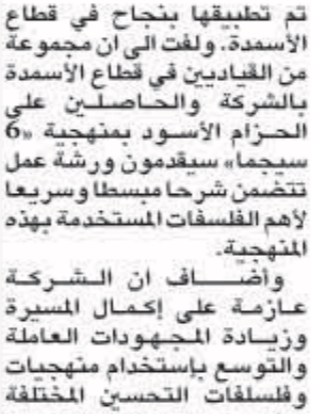 تم تطبيقها بنجاح في قطاع
الأسمدة. ولفت الى ان مجموعة
من القياديين في قطاع الأسمدة
بالشركة والحاصلين على
الحزام الأسود بمنهجية «6
سيجما» سيقدمون ورشة عمل
تتضمن شرحا مبسطا وسريعا
لأهم الفلسفات المستخدمة بهذه
المنهجية.
وأضاف ان الشركة
عازمة على إكمال المسيرة
وزيادة المجهودات العاملة
والتوسع بإستخدام منهجيات
وفلسفات التحسين المختلفة